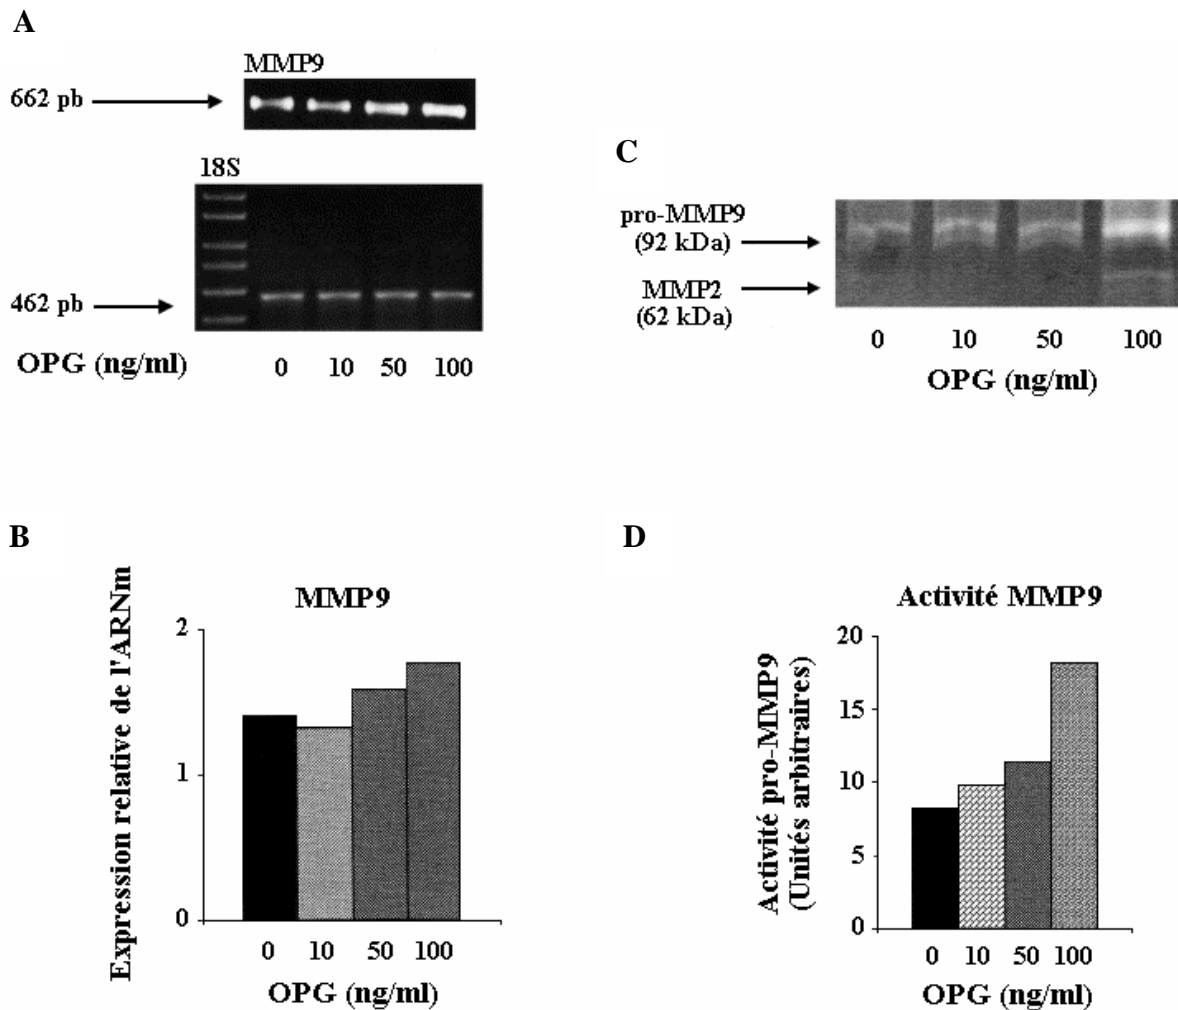 A
MMP9
662 pb
18S
462 pb
OPG (ng/ml)
0 10 50 100
C
pro-MMP9
(92 kDa)
MMP2
(62 kDa)
0 10 50 100
OPG (ng/ml)
B
MMP9
Expression relative de l'ARNm
2
1
0
0 10 50 100
OPG (ng/ml)
D
Activité MMP9
Activité pro-MMP9
(Unités arbitraires)
20
15
10
5
0
0 10 50 100
OPG (ng/ml)